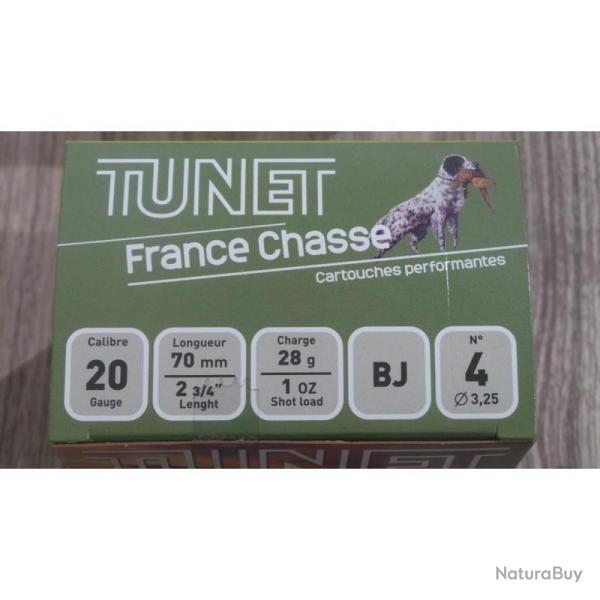 TUNET
France Chasse
Cartouches performantes
Calibre
20
Gauge
Longueur
70 mm
2 3/4"
Lenght
Charge
28 g
1 OZ
Shot load
BJ
N°
4
Ø 3,25
TUNET
NaturaBuy